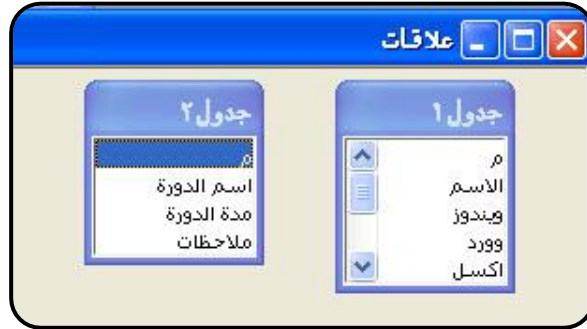 علاقات
جدول١
م
الاسم
ويندوز
وورد
اكسل
جدول٢
م
اسم الدورة
مدة الدورة
ملاحظات